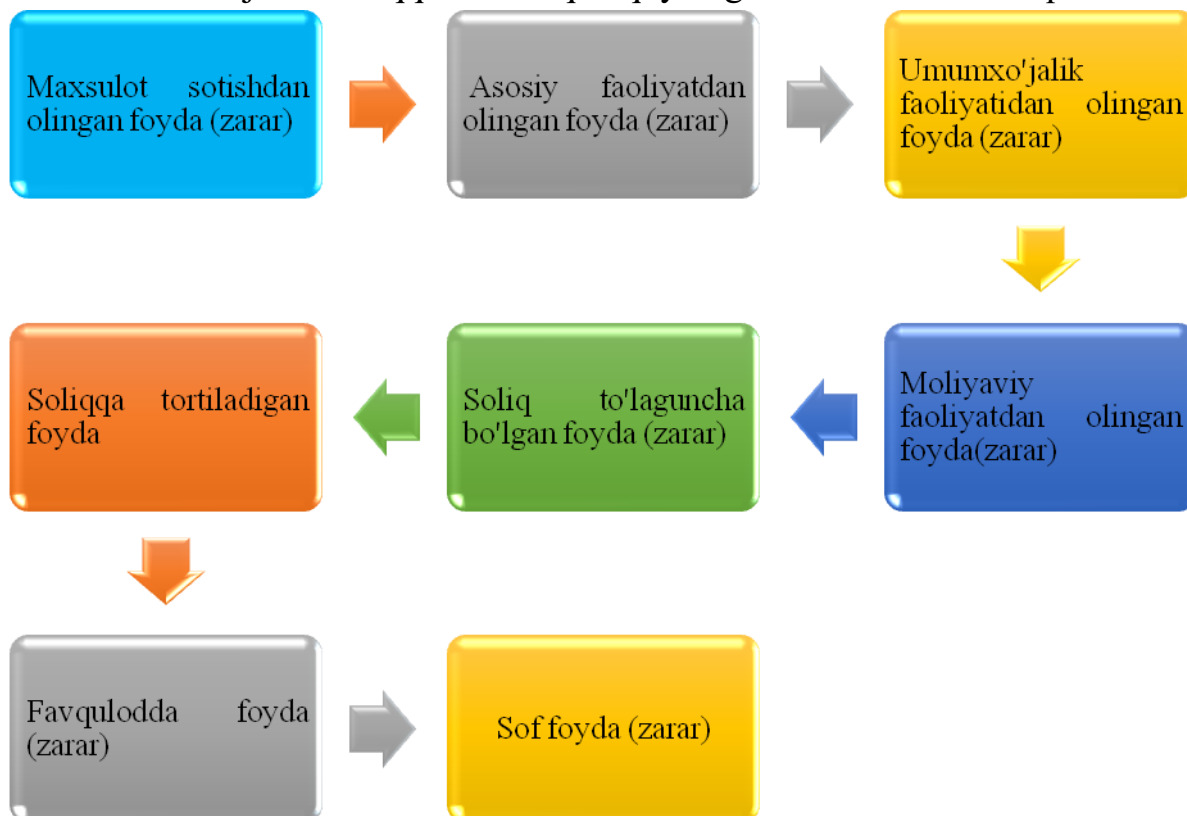 Maxsulot sotishdan
olingan foyda (zarar)
Asosiy faoliyatdan
olingan foyda (zarar)
Umumxo'jalik
faoliyatidan olingan
foyda (zarar)
Moliyaviy
faoliyatdan olingan
foyda(zarar)
Soliq to'laguncha
bo'lgan foyda (zarar)
Soliqqa tortiladigan
foyda
Favqulodda foyda
(zarar)
Sof foyda (zarar)